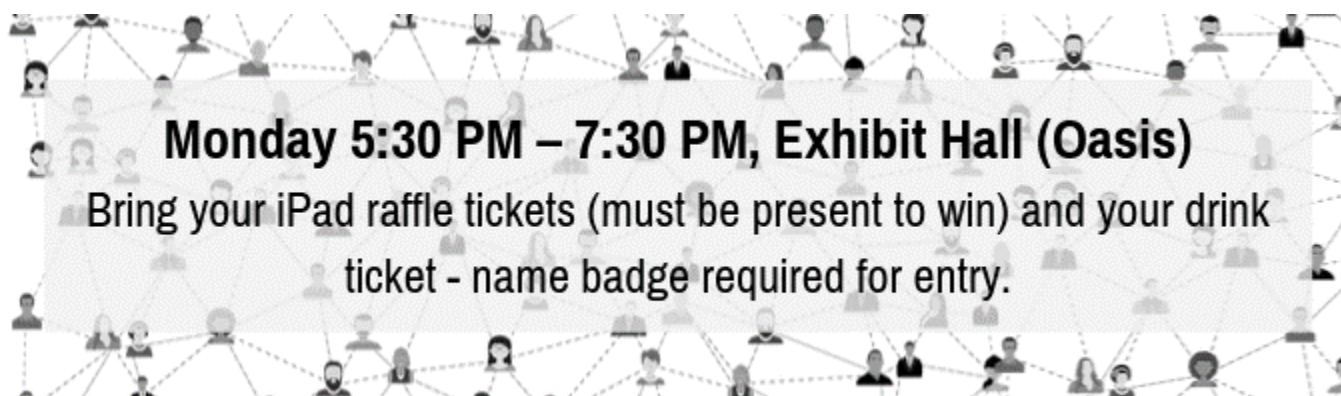 Monday 5:30 PM – 7:30 PM, Exhibit Hall (Oasis)
Bring your iPad raffle tickets (must be present to win) and your drink
ticket - name badge required for entry.